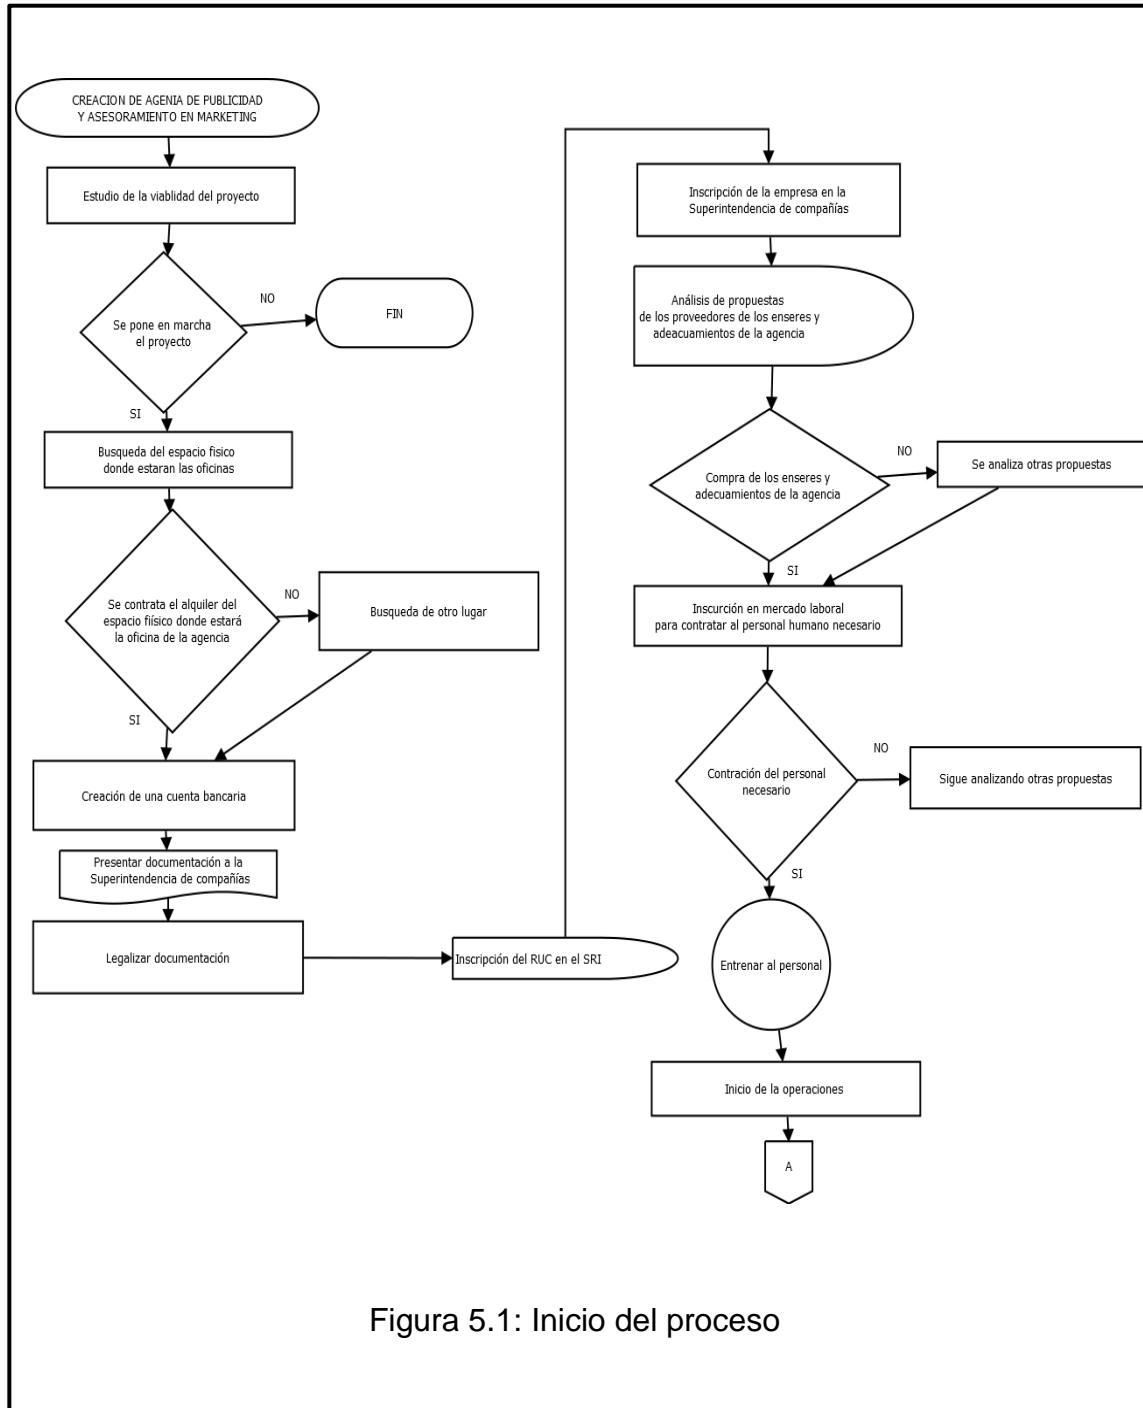 CREACION DE AGENIA DE PUBLICIDAD
Y ASESORAMIENTO EN MARKETING
Estudio de la viablidad del proyecto
Se pone en marcha
el proyecto
NO
FIN
SI
Busqueda del espacio fisico
donde estaran las oficinas
Se contrata el alquiler del
espacio fiísico donde estará
la oficina de la agencia
NO
Busqueda de otro lugar
SI
Creación de una cuenta bancaria
Presentar documentación a la
Superintendencia de compañías
Legalizar documentación
Inscripción del RUC en el SRI
Inscripción de la empresa en la
Superintendencia de compañías
Análisis de propuestas
de los proveedores de los enseres y
adeacuamientos de la agencia
Compra de los enseres y
adecuamientos de la agencia
NO
Se analiza otras propuestas
SI
Inscurción en mercado laboral
para contratar al personal humano necesario
Contración del personal
necesario
NO
Sigue analizando otras propuestas
SI
Entrenar al personal
Inicio de la operaciones
A
Figura 5.1: Inicio del proceso